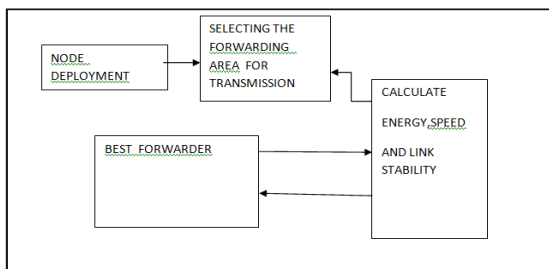 SELECTING THE
FORWARDING
AREA FOR
TRANSMISSION
NODE
DEPLOYMENT
CALCULATE
ENERGY,SPEED
AND LINK
STABILITY
BEST FORWARDER